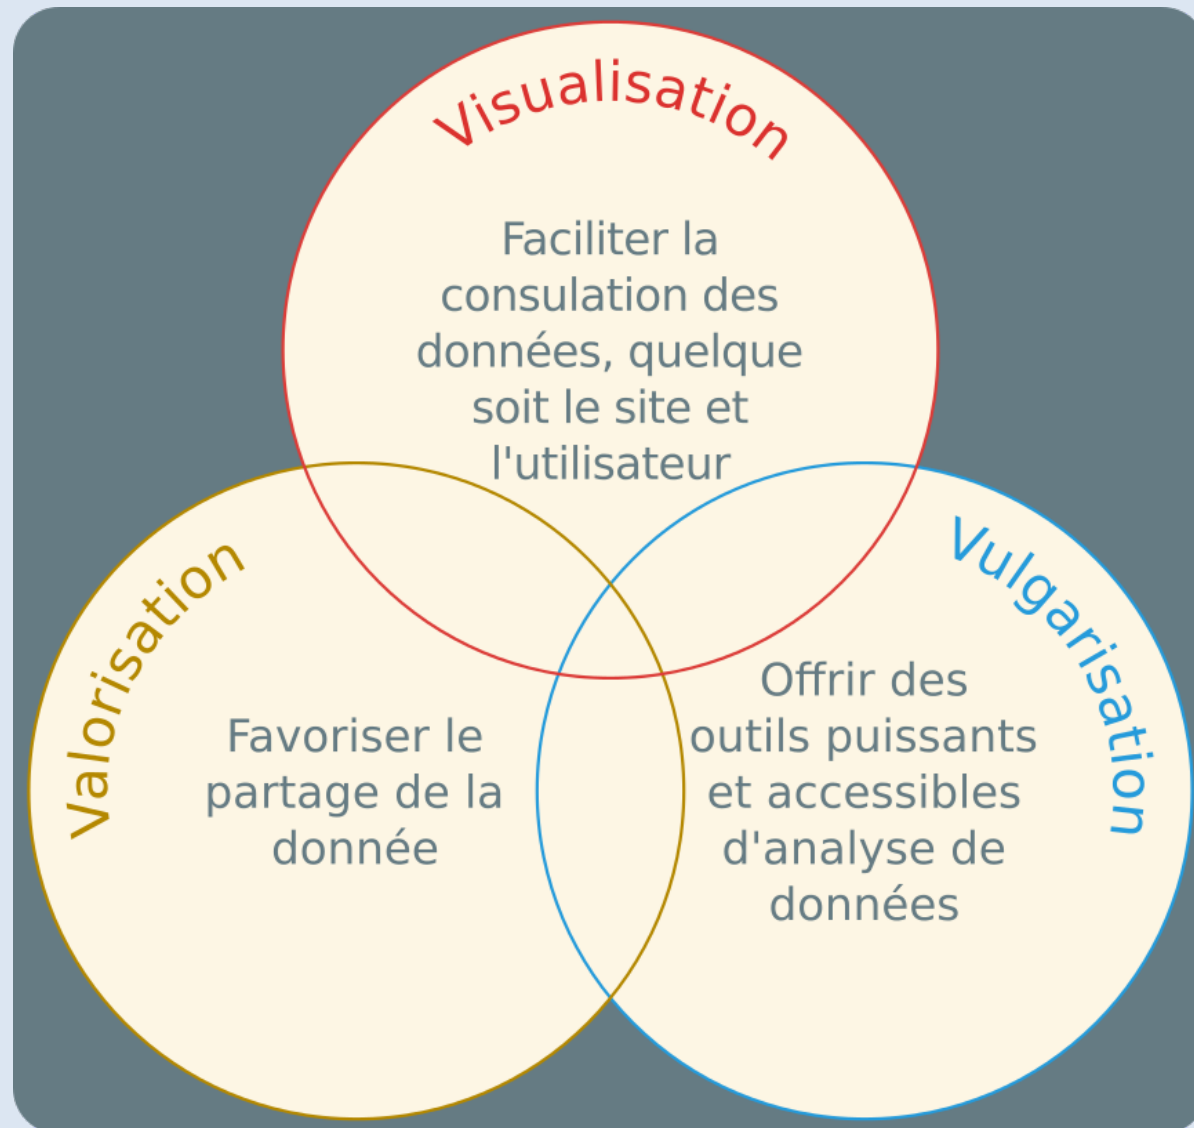 Visualisation
Faciliter la
consulation des
données, quelque
soit le site et
l'utilisateur
Valorisation
Favoriser le
partage de la
donnée
Vulgarisation
Offrir des
outils puissants
et accessibles
d'analyse de
données